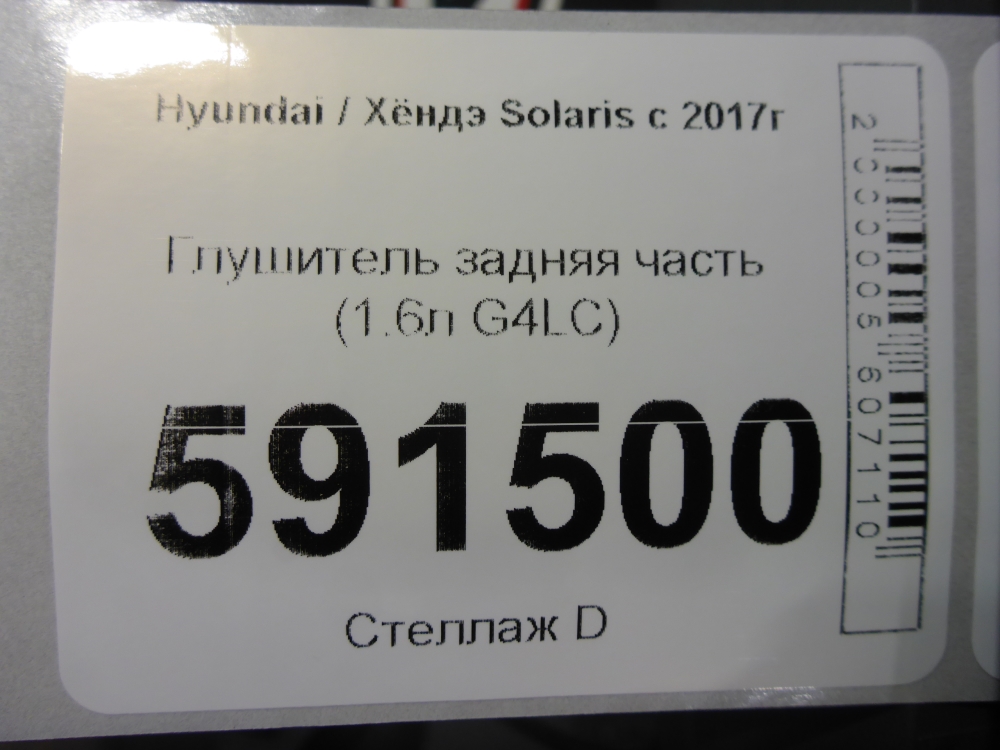 Hyundai / Хёндэ Solaris с 2017г
Глушитель задняя часть
(1.6л G4LC)
591500
Стеллаж D
2000005607110